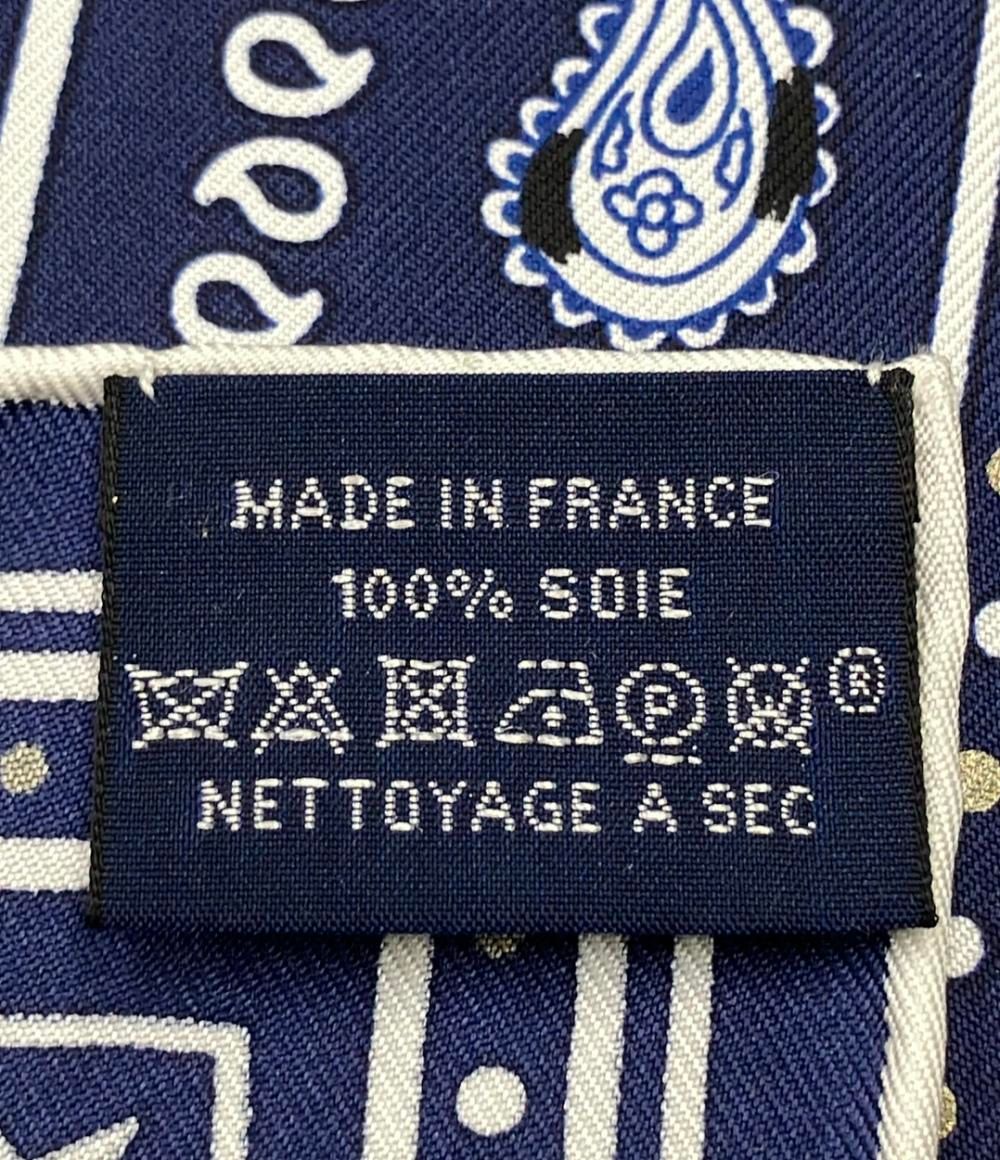 MADE IN FRANCE
100% SOIE
P W ®
NETTOYAGE A SEC